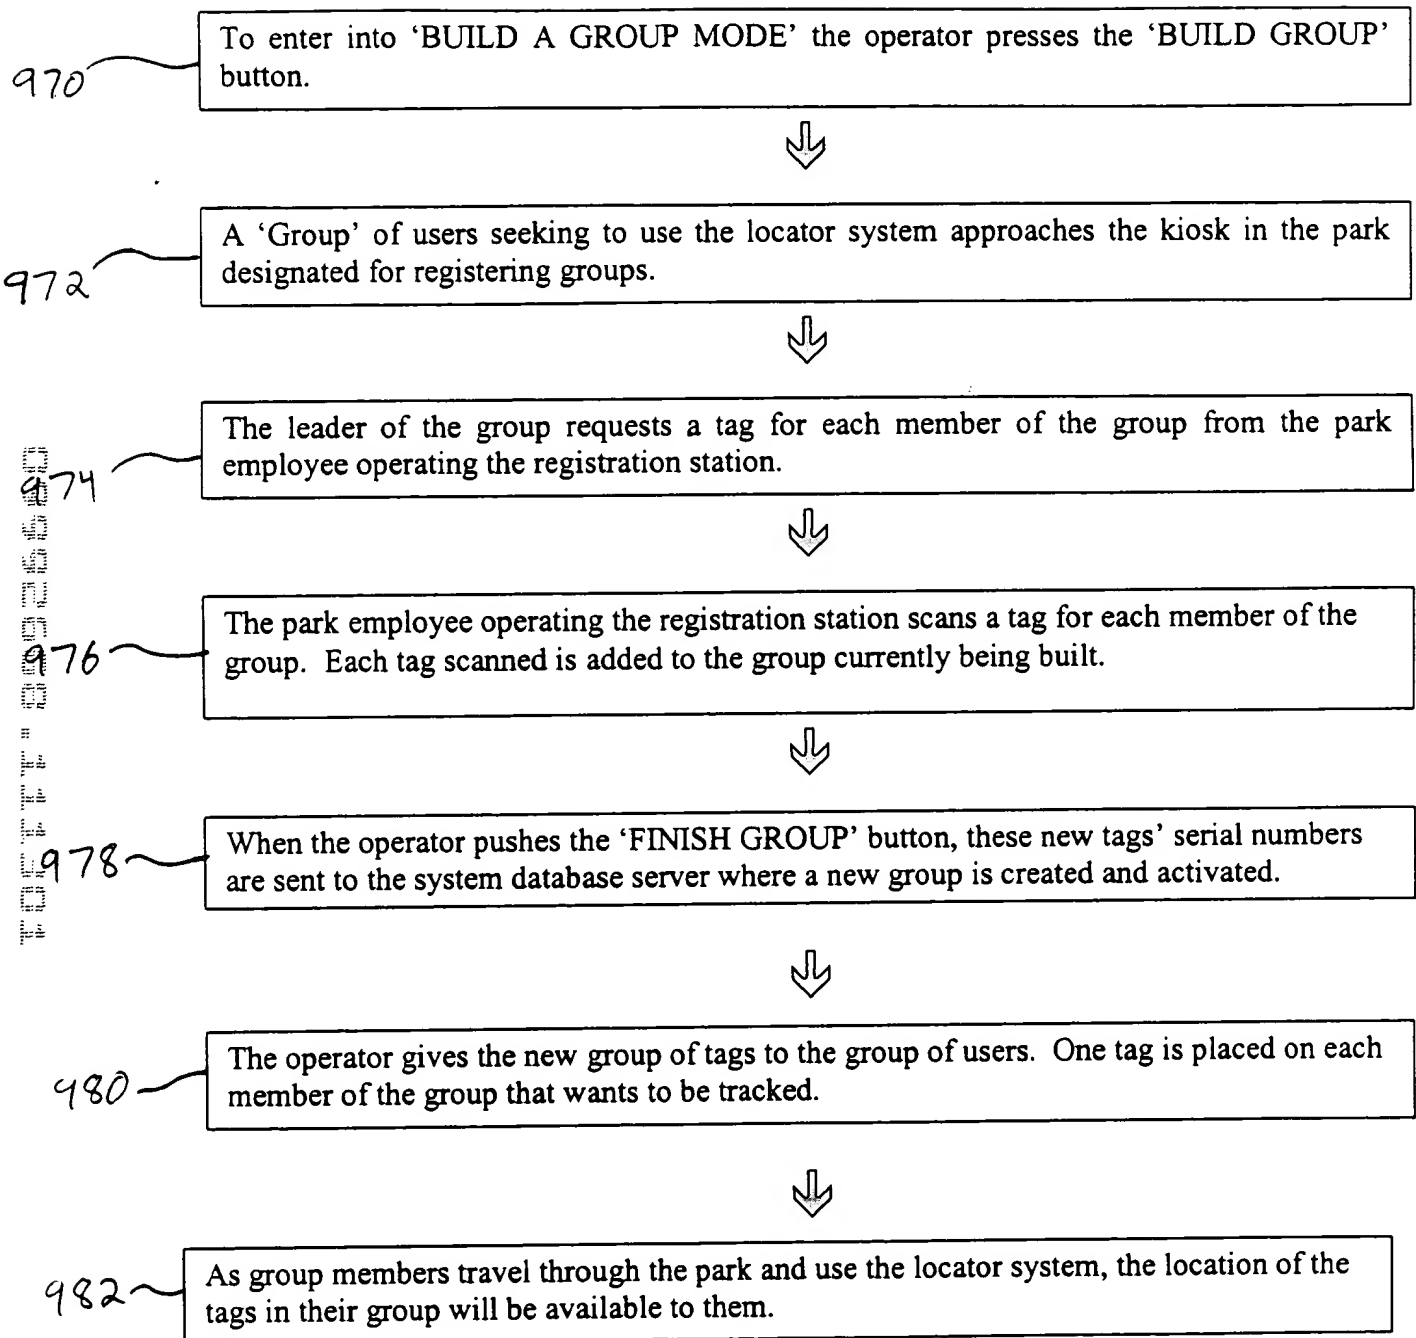 To enter into ‘BUILD A GROUP MODE’ the operator presses the ‘BUILD GROUP’
button.
970
A ‘Group’ of users seeking to use the locator system approaches the kiosk in the park
designated for registering groups.
972
The leader of the group requests a tag for each member of the group from the park
employee operating the registration station.
974
The park employee operating the registration station scans a tag for each member of the
group. Each tag scanned is added to the group currently being built.
976
When the operator pushes the ‘FINISH GROUP’ button, these new tags’ serial numbers
are sent to the system database server where a new group is created and activated.
978
The operator gives the new group of tags to the group of users. One tag is placed on each
member of the group that wants to be tracked.
980
As group members travel through the park and use the locator system, the location of the
tags in their group will be available to them.
982